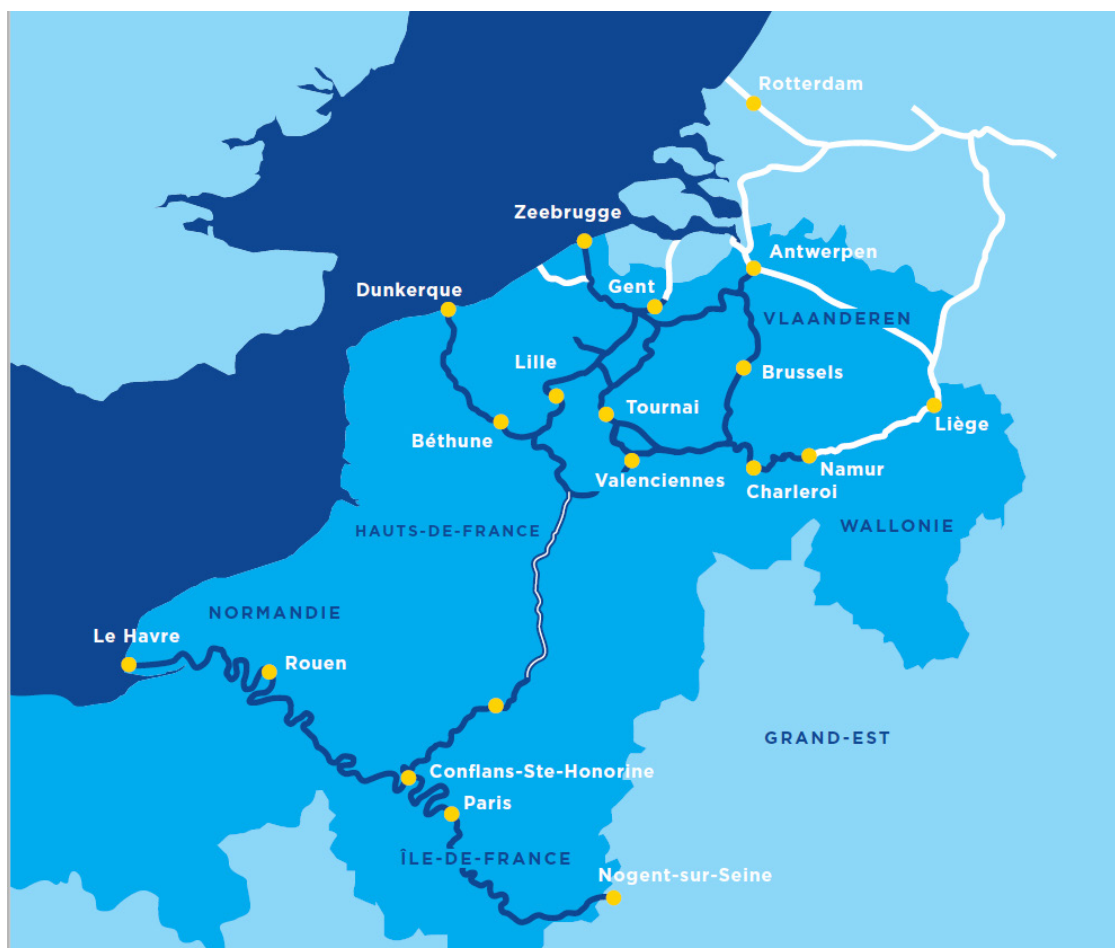 Rotterdam
Zeebrugge
Antwerpen
Dunkerque
Gent
VLAANDEREN
Lille
Brussels
Tournai
Liège
Béthune
Namur
Valenciennes
Charleroi
HAUTS-DE-FRANCE
WALLONIE
NORMANDIE
Le Havre
Rouen
GRAND-EST
Conflans-Ste-Honorine
Paris
ÎLE-DE-FRANCE
Nogent-sur-Seine